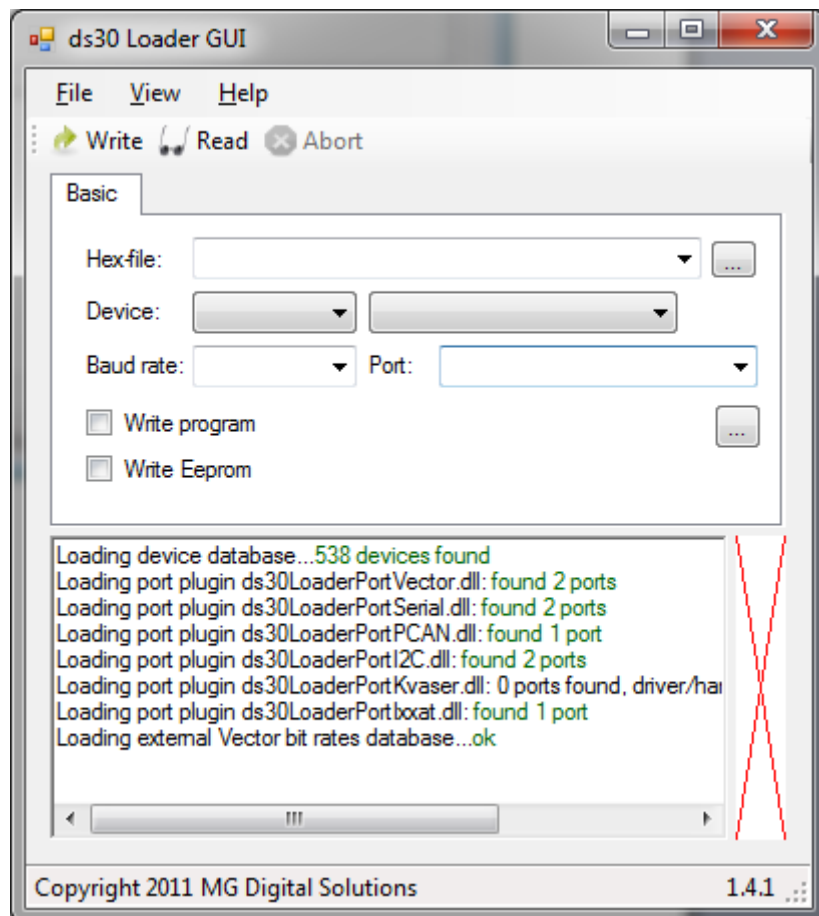 ds30 Loader GUI
File View Help
Write Read Abort
Basic
Hex-file: ...
Device:
Baud rate: Port:
Write program ...
Write Eeprom
Loading device database...538 devices found
Loading port plugin ds30LoaderPortVector.dll: found 2 ports
Loading port plugin ds30LoaderPortSerial.dll: found 2 ports
Loading port plugin ds30LoaderPortPCAN.dll: found 1 port
Loading port plugin ds30LoaderPortI2C.dll: found 2 ports
Loading port plugin ds30LoaderPortKvaser.dll: 0 ports found, driver/har
Loading port plugin ds30LoaderPortIxxat.dll: found 1 port
Loading external Vector bit rates database...ok
Copyright 2011 MG Digital Solutions 1.4.1